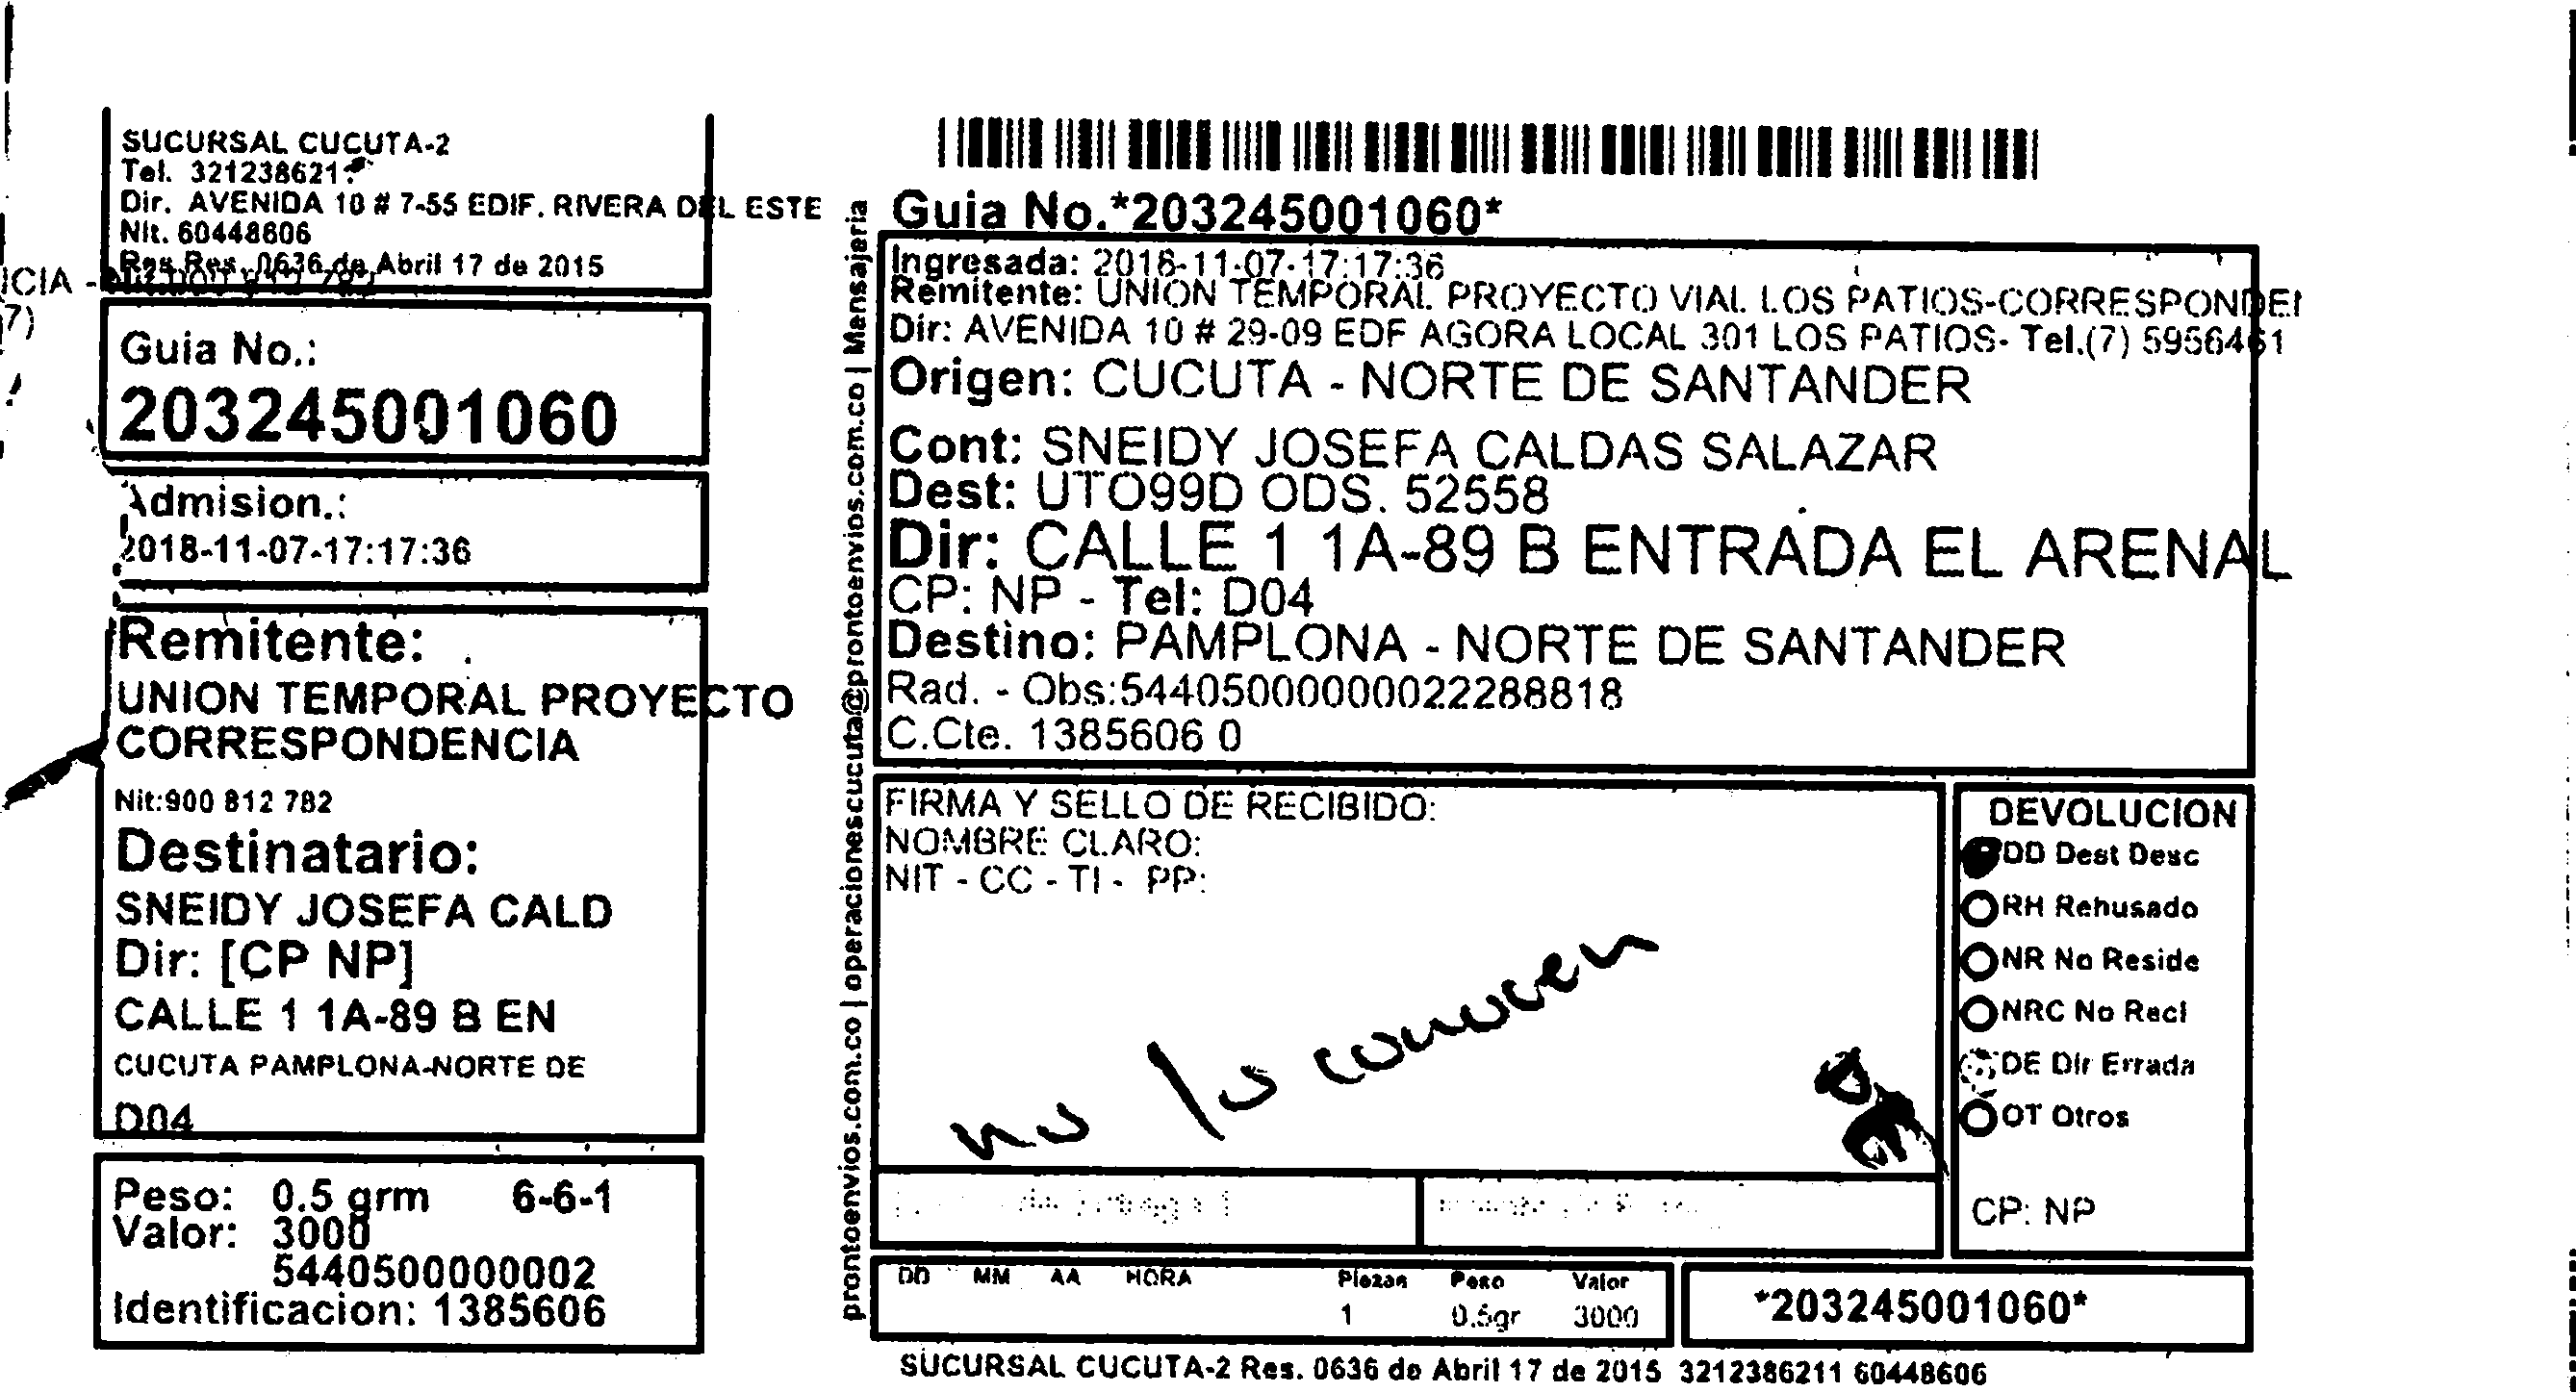 SUCURSAL CUCUTA-2
Tel. 321238621
Dir. AVENIDA 10 # 7-55 EDIF. RIVERA DEL ESTE
Nit. 60448606
Res Res. 0636 de Abril 17 de 2015
ICIA -
7)
Guia No.:
203245001060
Admision.:
2018-11-07-17:17:36
Remitente:
UNION TEMPORAL PROYECTO
CORRESPONDENCIA
Nit:900 812 782
Destinatario:
SNEIDY JOSEFA CALD
Dir: [CP NP]
CALLE 1 1A-89 B EN
CUCUTA PAMPLONA-NORTE DE
D04
Peso: 0.5 grm 6-6-1
Valor: 3000
5440500000002
Identificacion: 1385606
prontoenvios.com.co | operacionescucuta@prontoenvios.com.co | Mensajeria
Guia No.*203245001060*
Ingresada: 2018-11-07-17:17:36
Remitente: UNION TEMPORAL PROYECTO VIAL LOS PATIOS-CORRESPONDEN
Dir: AVENIDA 10 # 29-09 EDF AGORA LOCAL 301 LOS PATIOS- Tel.(7) 5956461
Origen: CUCUTA - NORTE DE SANTANDER
Cont: SNEIDY JOSEFA CALDAS SALAZAR
Dest: UTO99D ODS. 52558
Dir: CALLE 1 1A-89 B ENTRADA EL ARENAL
CP: NP - Tel: D04
Destino: PAMPLONA - NORTE DE SANTANDER
Rad. - Obs:544050000000022288818
C.Cte. 1385606 0
FIRMA Y SELLO DE RECIBIDO:
NOMBRE CLARO:
NIT - CC - TI - PP:
no lo conocen
DE
DEVOLUCION
DD Dest Desc
RH Rehusado
NR No Reside
NRC No Recl
DE Dir Errada
OT Otros
CP: NP
DD MM AA HORA Piezas Peso Valor
1 0.5gr 3000
*203245001060*
SUCURSAL CUCUTA-2 Res. 0636 de Abril 17 de 2015 3212386211 60448606